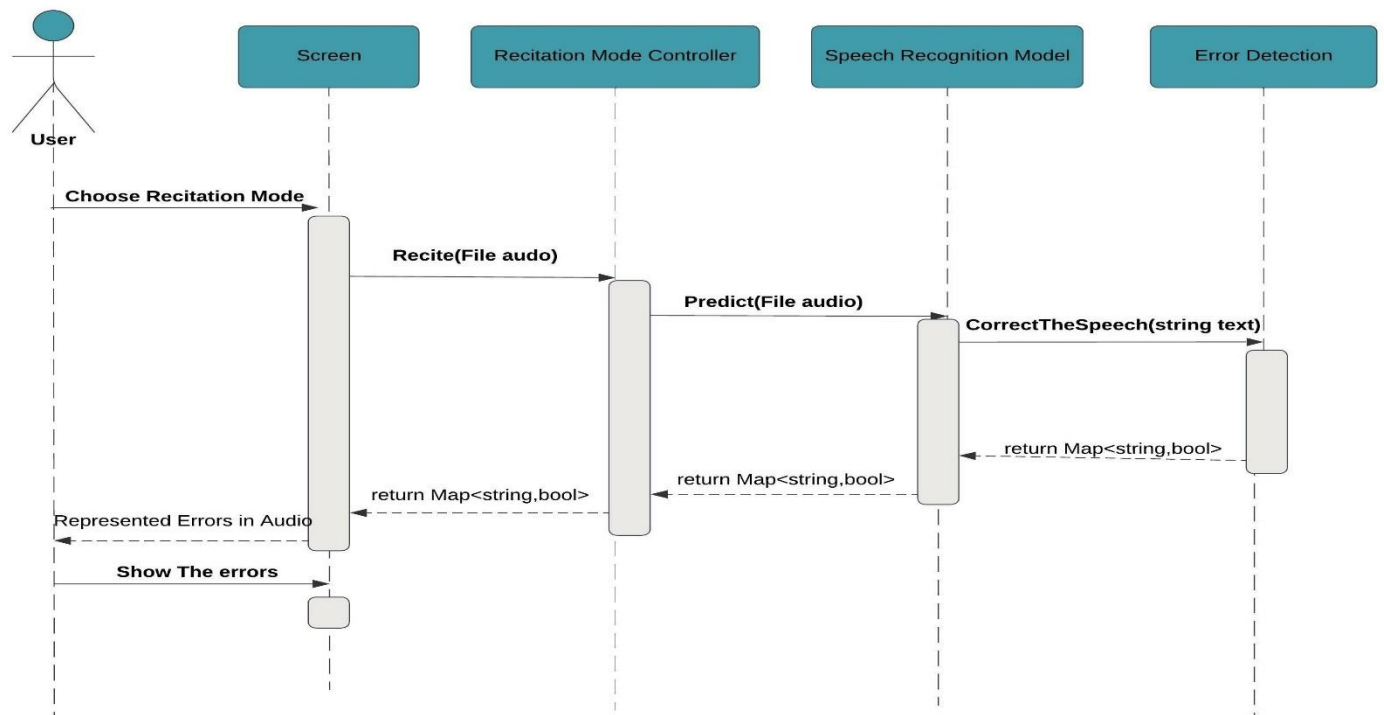 Screen
Recitation Mode Controller
Speech Recognition Model
Error Detection
User
Choose Recitation Mode
Recite(File audo)
Predict(File audio)
CorrectTheSpeech(string text)
return Map<string,bool>
return Map<string,bool>
return Map<string,bool>
Represented Errors in Audio
Show The errors